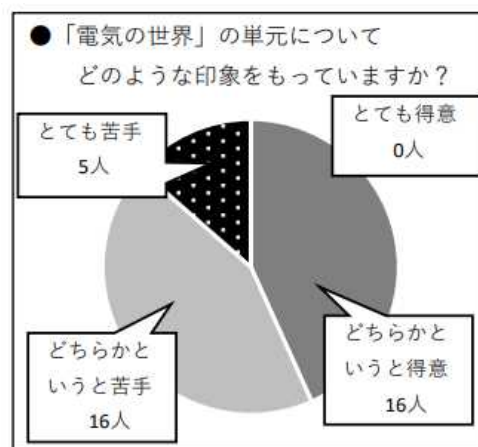 ●「電気の世界」の単元について
どのような印象をもっていますか？
とても苦手
5人
とても得意
0人
どちらかと
いうと苦手
16人
どちらかと
いうと得意
16人